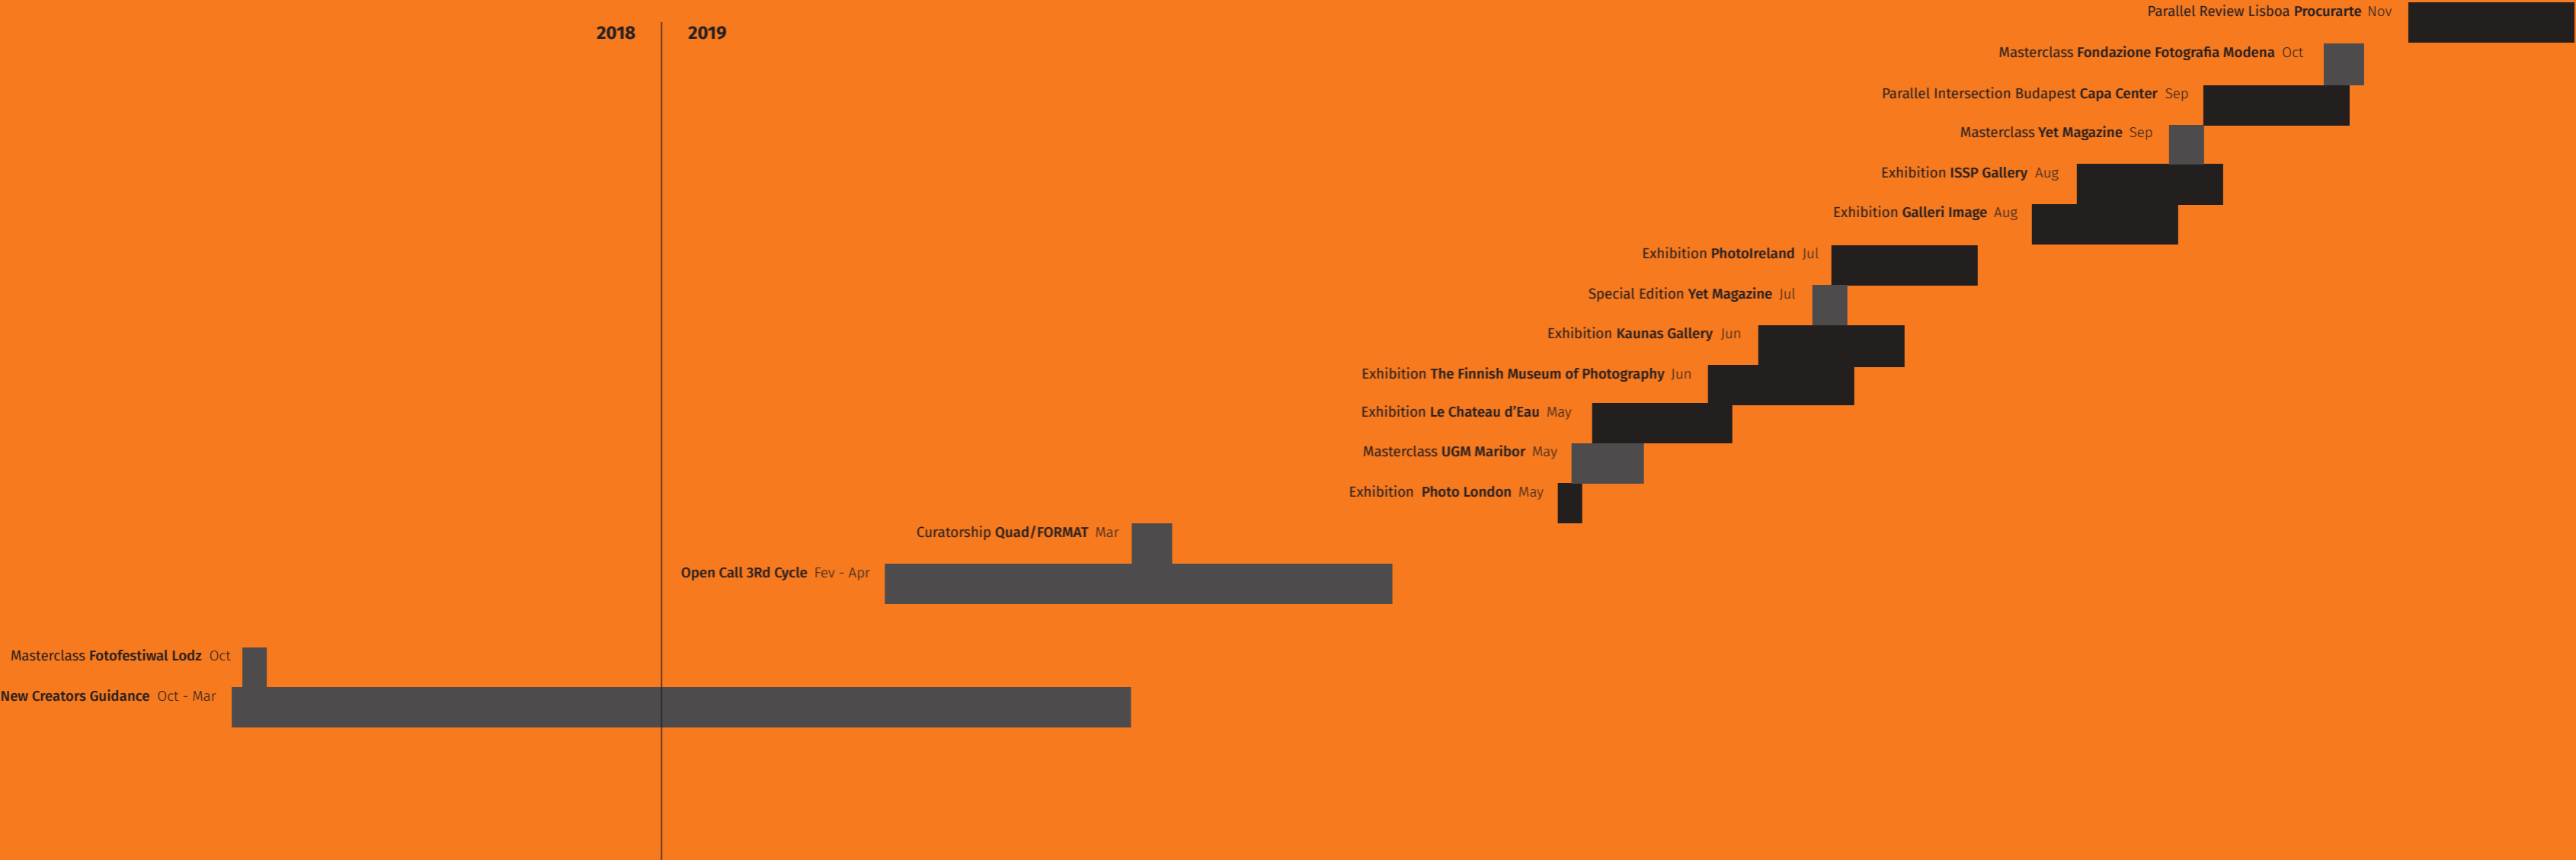 Parallel Review Lisboa Procurarte Nov
2018 2019
Masterclass Fondazione Fotografia Modena Oct
Parallel Intersection Budapest Capa Center Sep
Masterclass Yet Magazine Sep
Exhibition ISSP Gallery Aug
Exhibition Galleri Image Aug
Exhibition PhotoIreland Jul
Special Edition Yet Magazine Jul
Exhibition Kaunas Gallery Jun
Exhibition The Finnish Museum of Photography Jun
Exhibition Le Chateau d’Eau May
Masterclass UGM Maribor May
Exhibition Photo London May
Curatorship Quad/FORMAT Mar
Open Call 3Rd Cycle Fev - Apr
Masterclass Fotofestiwal Lodz Oct
New Creators Guidance Oct - Mar